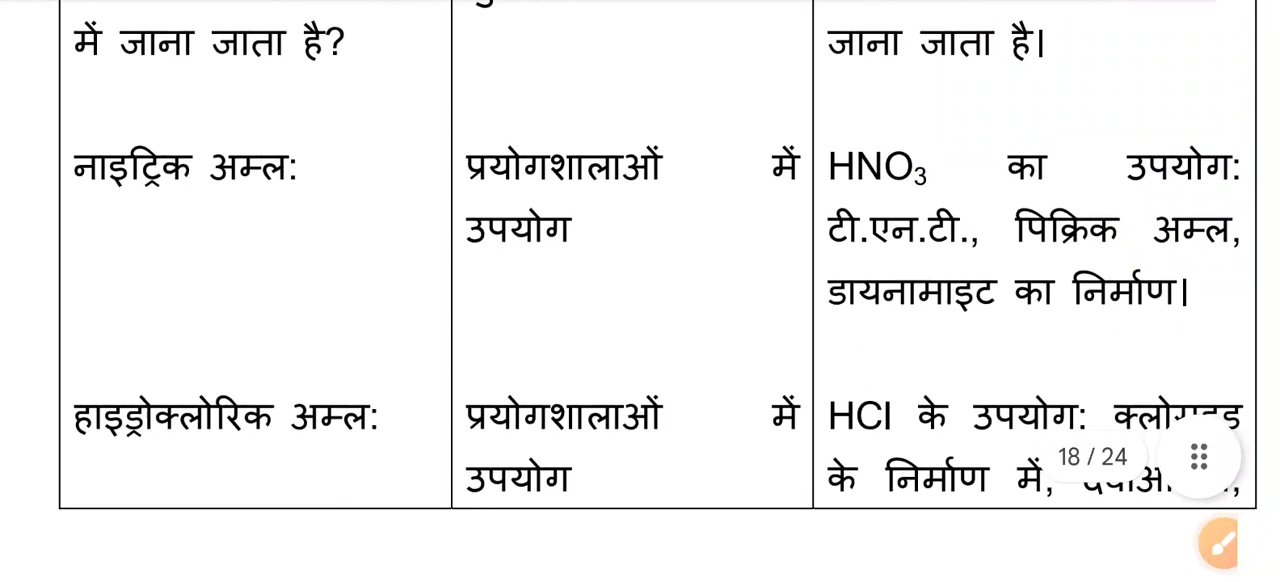 में जाना जाता है?
जाना जाता है।
नाइट्रिक अम्ल:
प्रयोगशालाओं में
उपयोग
HNO₃ का उपयोग:
टी.एन.टी., पिक्रिक अम्ल,
डायनामाइट का निर्माण।
हाइड्रोक्लोरिक अम्ल:
प्रयोगशालाओं में
उपयोग
HCl के उपयोग:
के निर्माण में,
18 / 24